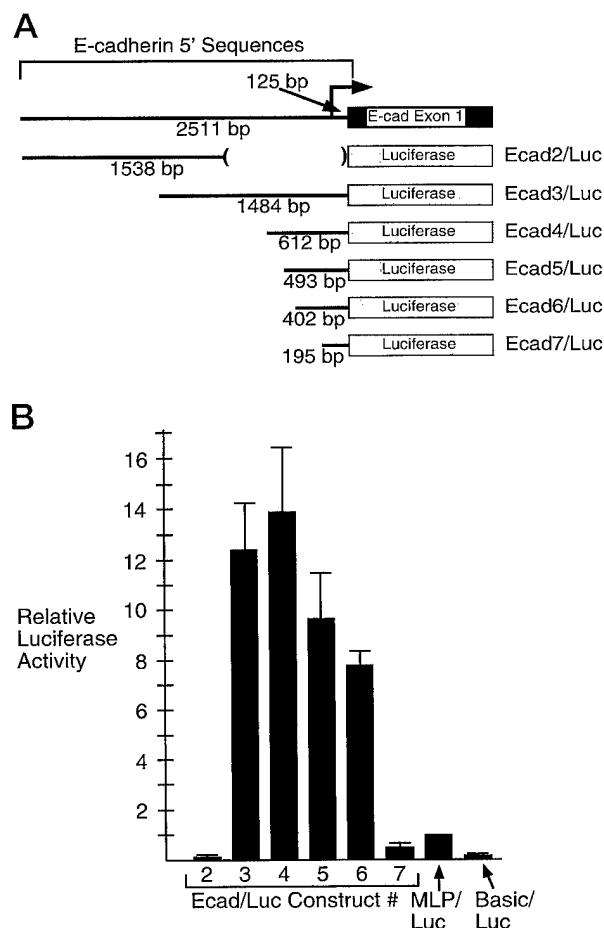 A
E-cadherin 5' Sequences
125 bp
E-cad Exon 1
2511 bp
( ) Luciferase Ecad2/Luc
1538 bp
Luciferase Ecad3/Luc
1484 bp
Luciferase Ecad4/Luc
612 bp
Luciferase Ecad5/Luc
493 bp
Luciferase Ecad6/Luc
402 bp
Luciferase Ecad7/Luc
195 bp
B
16
14
12
10
8
6
4
2
Relative
Luciferase
Activity
2 3 4 5 6 7
Ecad/Luc Construct #
MLP/
Luc
Basic/
Luc